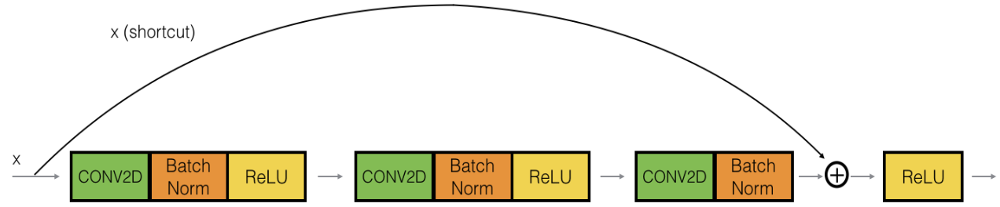 x (shortcut)
x
CONV2D
Batch
Norm
ReLU
CONV2D
Batch
Norm
ReLU
CONV2D
Batch
Norm
+
ReLU